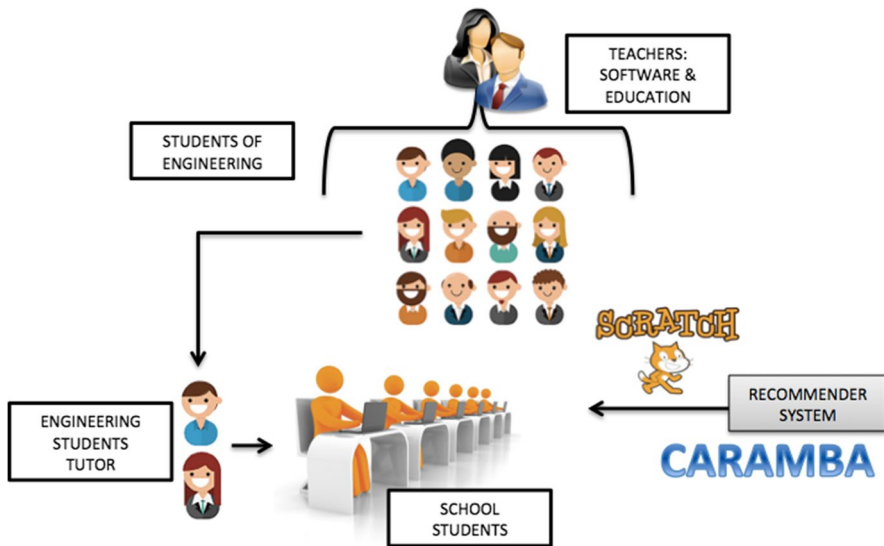 TEACHERS:
SOFTWARE &
EDUCATION
STUDENTS OF
ENGINEERING
SCRATCH
RECOMMENDER
SYSTEM
CARAMBA
ENGINEERING
STUDENTS
TUTOR
SCHOOL
STUDENTS